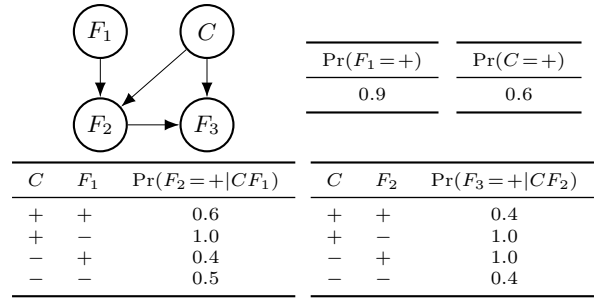 F₁ C
F₂ F₃
Pr(F₁=+) Pr(C=+)
0.9 0.6
C F₁ Pr(F₂=+|CF₁)
+ + 0.6
+ − 1.0
− + 0.4
− − 0.5
C F₂ Pr(F₃=+|CF₂)
+ + 0.4
+ − 1.0
− + 1.0
− − 0.4